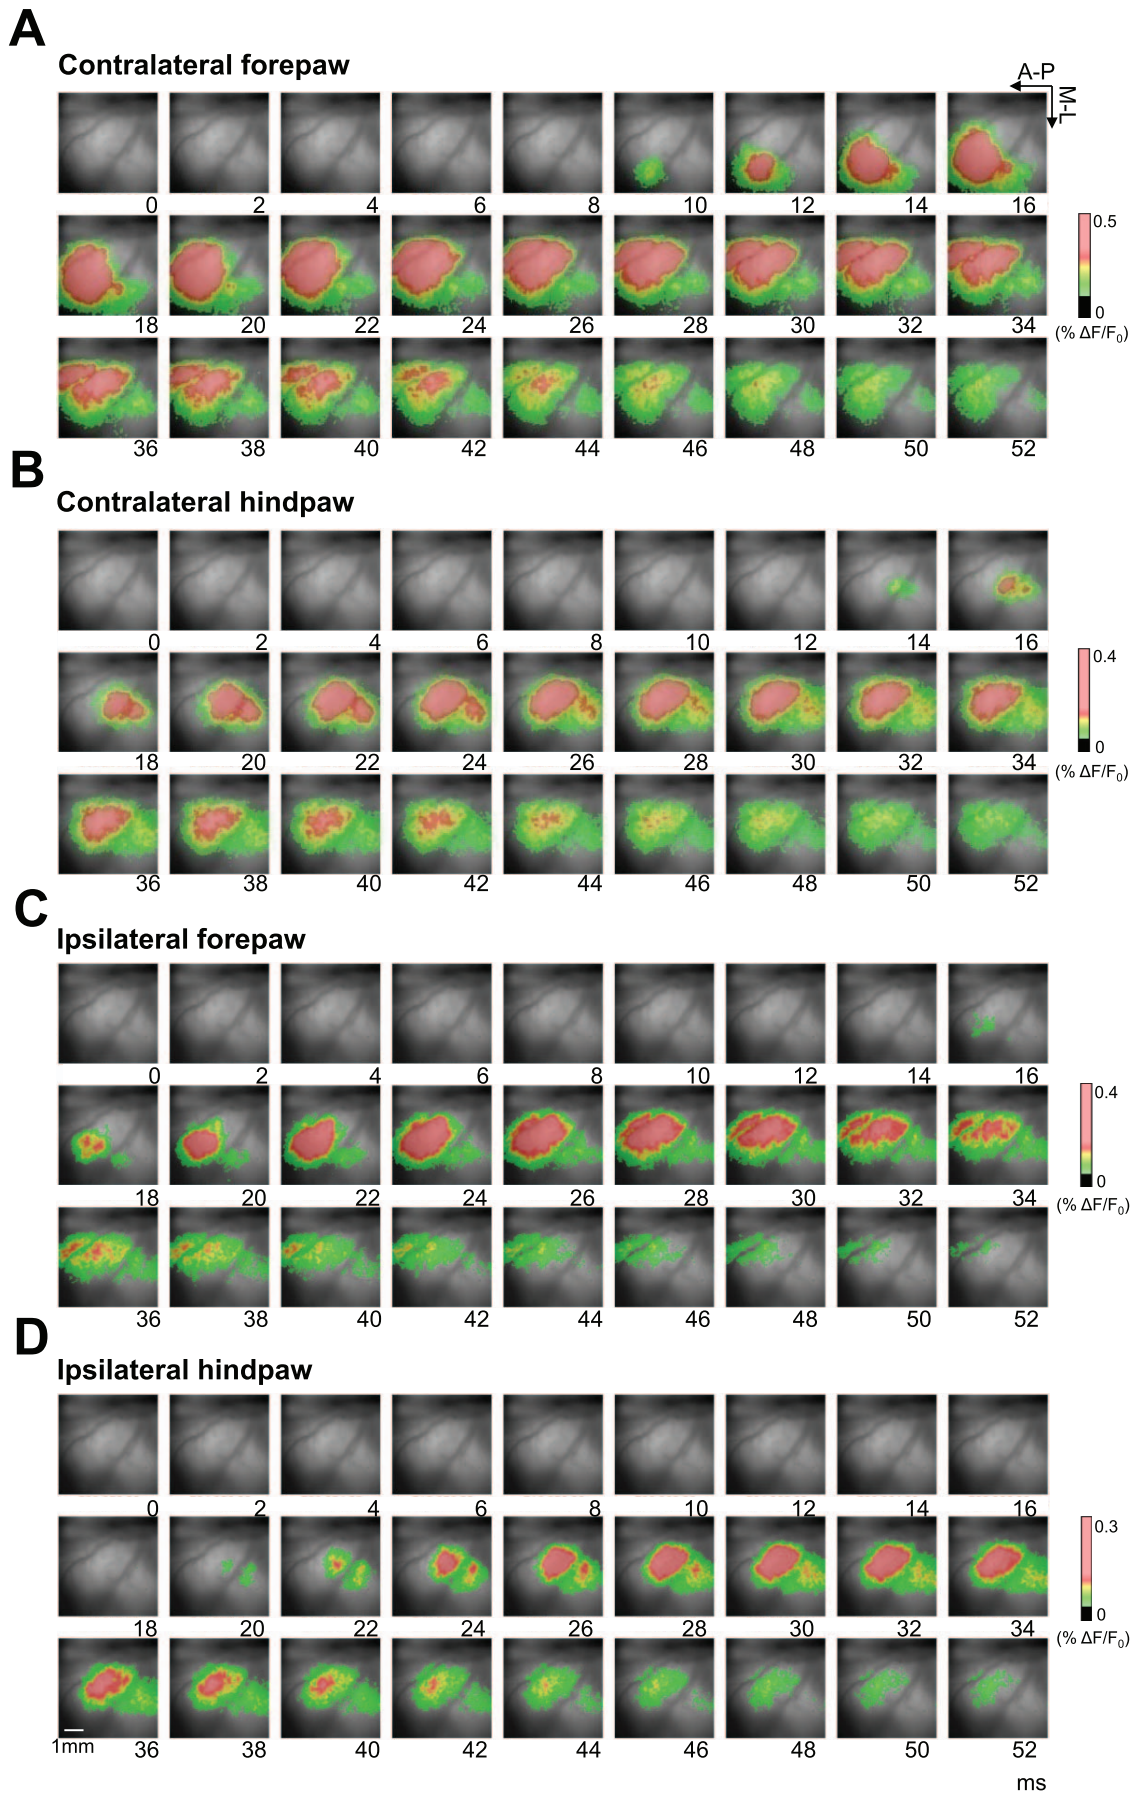 A
Contralateral forepaw
A-P
M-L
0 2 4 6 8 10 12 14 16
0.5
0
(% ΔF/F0)
18 20 22 24 26 28 30 32 34
36 38 40 42 44 46 48 50 52
B
Contralateral hindpaw
0 2 4 6 8 10 12 14 16
0.4
0
(% ΔF/F0)
18 20 22 24 26 28 30 32 34
36 38 40 42 44 46 48 50 52
C
Ipsilateral forepaw
0 2 4 6 8 10 12 14 16
0.4
0
(% ΔF/F0)
18 20 22 24 26 28 30 32 34
36 38 40 42 44 46 48 50 52
D
Ipsilateral hindpaw
0 2 4 6 8 10 12 14 16
0.3
0
(% ΔF/F0)
18 20 22 24 26 28 30 32 34
1mm
36 38 40 42 44 46 48 50 52
ms